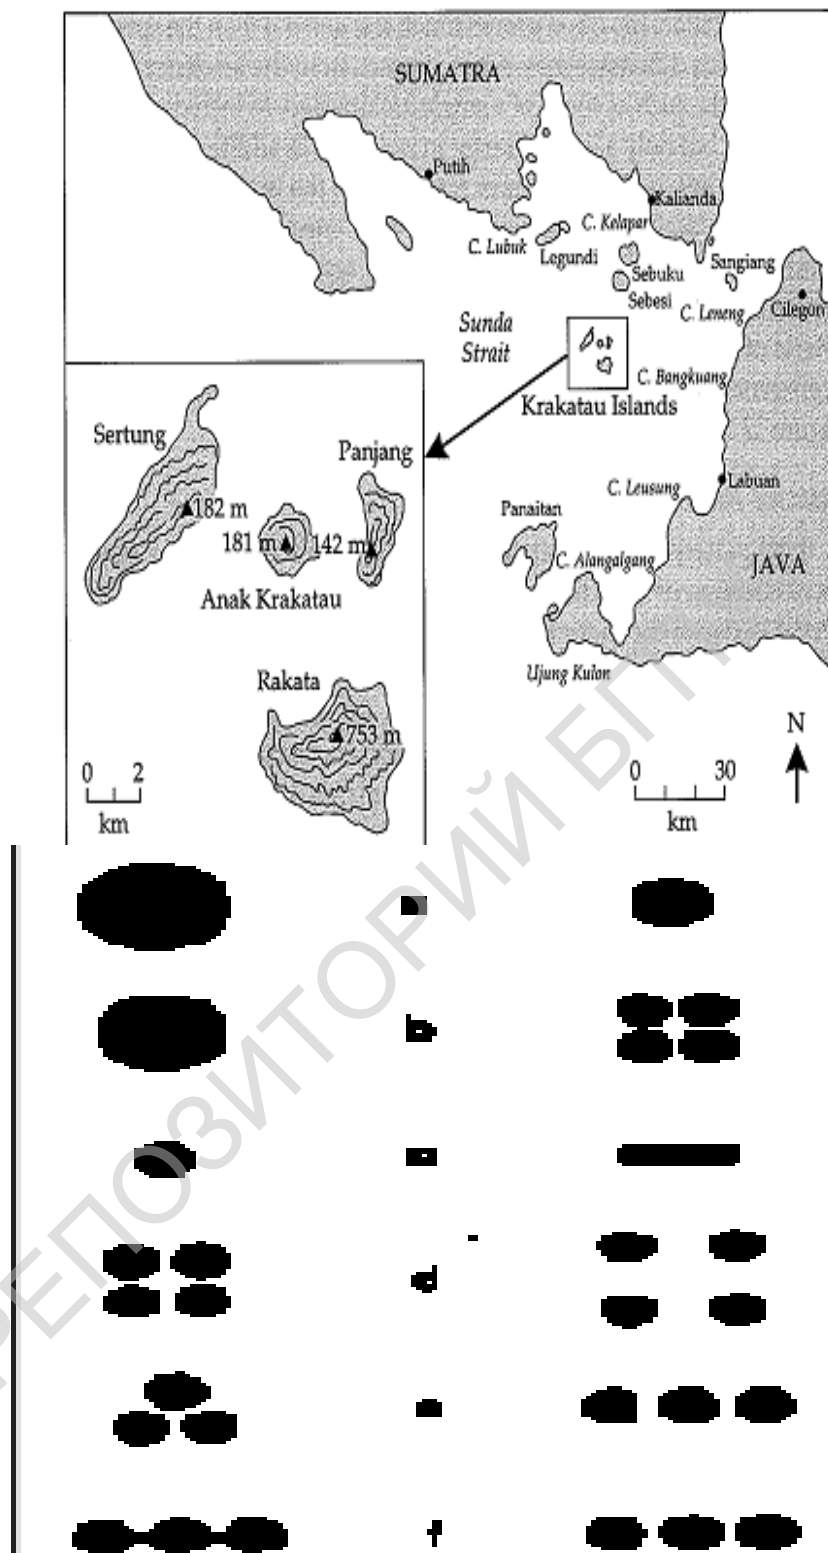 SUMATRA
Putih
Kalianda
C. Kelapar
C. Lubuk
Legundi
Sangiang
Sebuku
Sebesi
Cilegon
C. Leneng
Sunda
Strait
C. Bangkuang
Krakatau Islands
Sertung
Panjang
Labuan
C. Leusung
182 m
Panaitan
181 m
142 m
C. Alangalgang
JAVA
Anak Krakatau
Ujung Kulon
Rakata
753 m
N
0 2
km
0 30
km
РЕПОЗИТОРИЙ
a
b
c
d
e
f